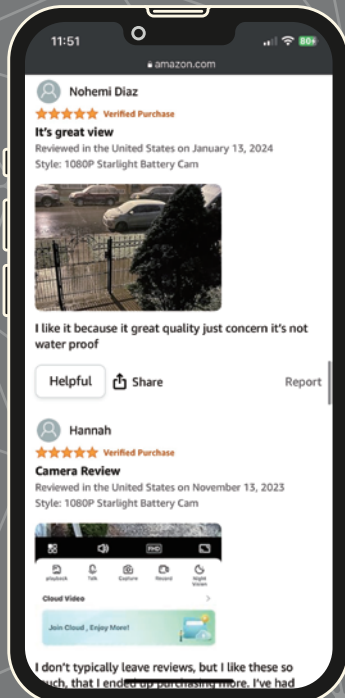 11:51
80+
amazon.com
Nohemi Diaz
Verified Purchase
It's great view
Reviewed in the United States on January 13, 2024
Style: 1080P Starlight Battery Cam
I like it because it great quality just concern it's not
water proof
Helpful
Share
Report
Hannah
Verified Purchase
Camera Review
Reviewed in the United States on November 13, 2023
Style: 1080P Starlight Battery Cam
FHD
playback
Talk
Capture
Record
Night
Vision
Cloud Video
Join Cloud , Enjoy More!
I don't typically leave reviews, but I like these so
much, that I ended up purchasing more. I've had